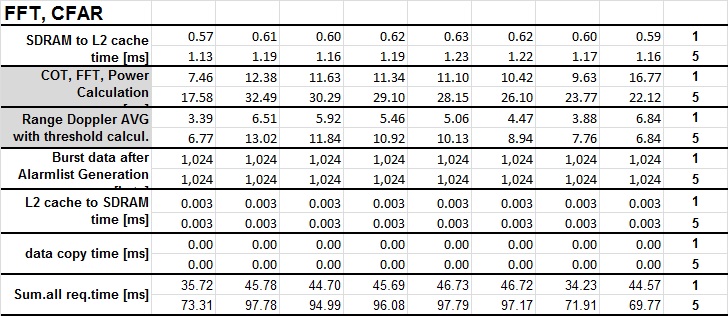 FFT, CFAR
SDRAM to L2 cache time [ms] 0.57 0.61 0.60 0.62 0.63 0.62 0.60 0.59 1
1.13 1.19 1.16 1.19 1.23 1.22 1.17 1.16 5
COT, FFT, Power Calculation 7.46 12.38 11.63 11.34 11.10 10.42 9.63 16.77 1
17.58 32.49 30.29 29.10 28.15 26.10 23.77 22.12 5
Range Doppler AVG with threshold calcul. 3.39 6.51 5.92 5.46 5.06 4.47 3.88 6.84 1
6.77 13.02 11.84 10.92 10.13 8.94 7.76 6.84 5
Burst data after Alarmlist Generation 1,024 1,024 1,024 1,024 1,024 1,024 1,024 1,024 1
1,024 1,024 1,024 1,024 1,024 1,024 1,024 1,024 5
L2 cache to SDRAM time [ms] 0.003 0.003 0.003 0.003 0.003 0.003 0.003 0.003 1
0.003 0.003 0.003 0.003 0.003 0.003 0.003 0.003 5
data copy time [ms] 0.00 0.00 0.00 0.00 0.00 0.00 0.00 0.00 1
0.00 0.00 0.00 0.00 0.00 0.00 0.00 0.00 5
Sum.all req.time [ms] 35.72 45.78 44.70 45.69 46.73 46.72 34.23 44.57 1
73.31 97.78 94.99 96.08 97.79 97.17 71.91 69.77 5